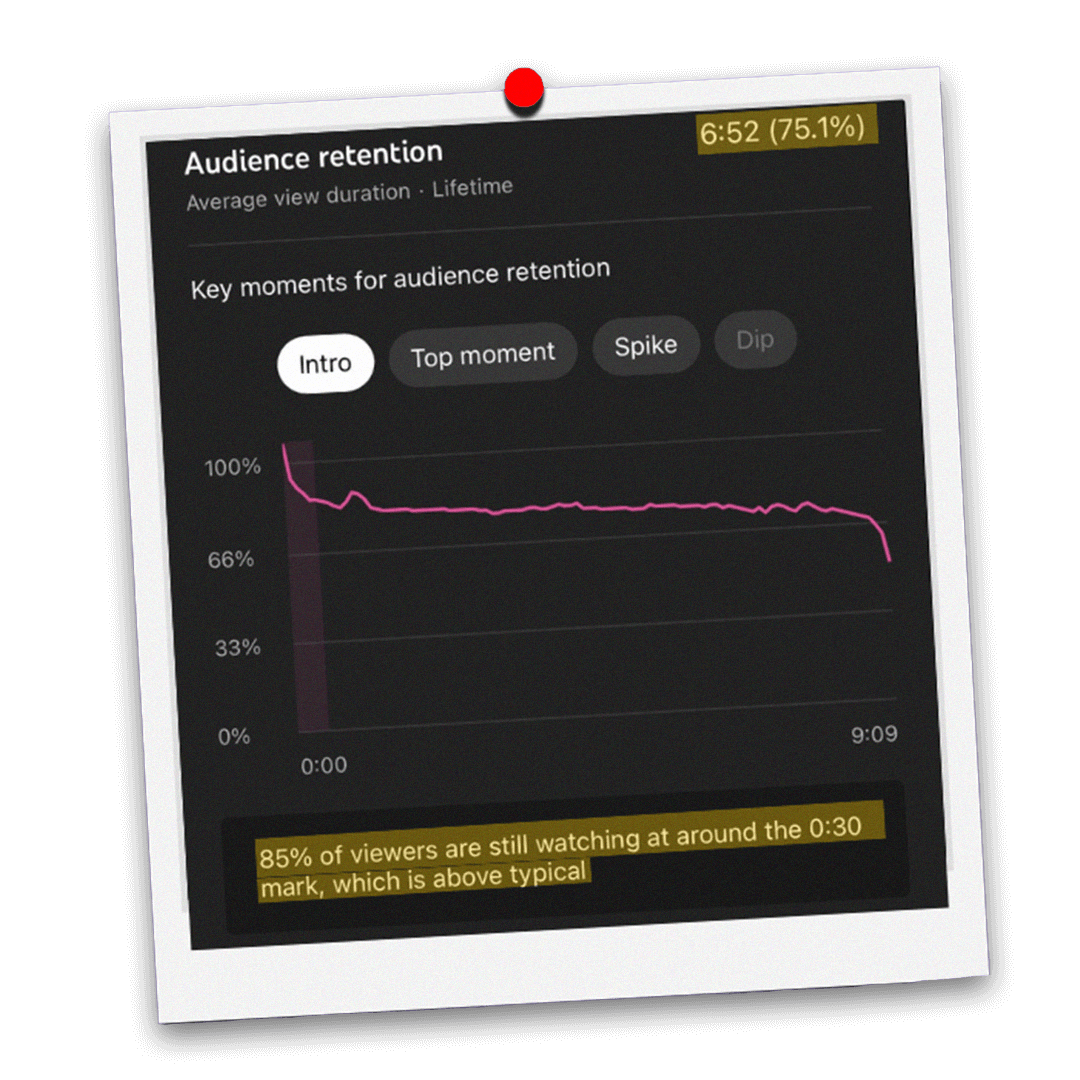 Audience retention
6:52 (75.1%)
Average view duration · Lifetime
Key moments for audience retention
Intro
Top moment
Spike
Dip
100%
66%
33%
0%
0:00
9:09
85% of viewers are still watching at around the 0:30
mark, which is above typical